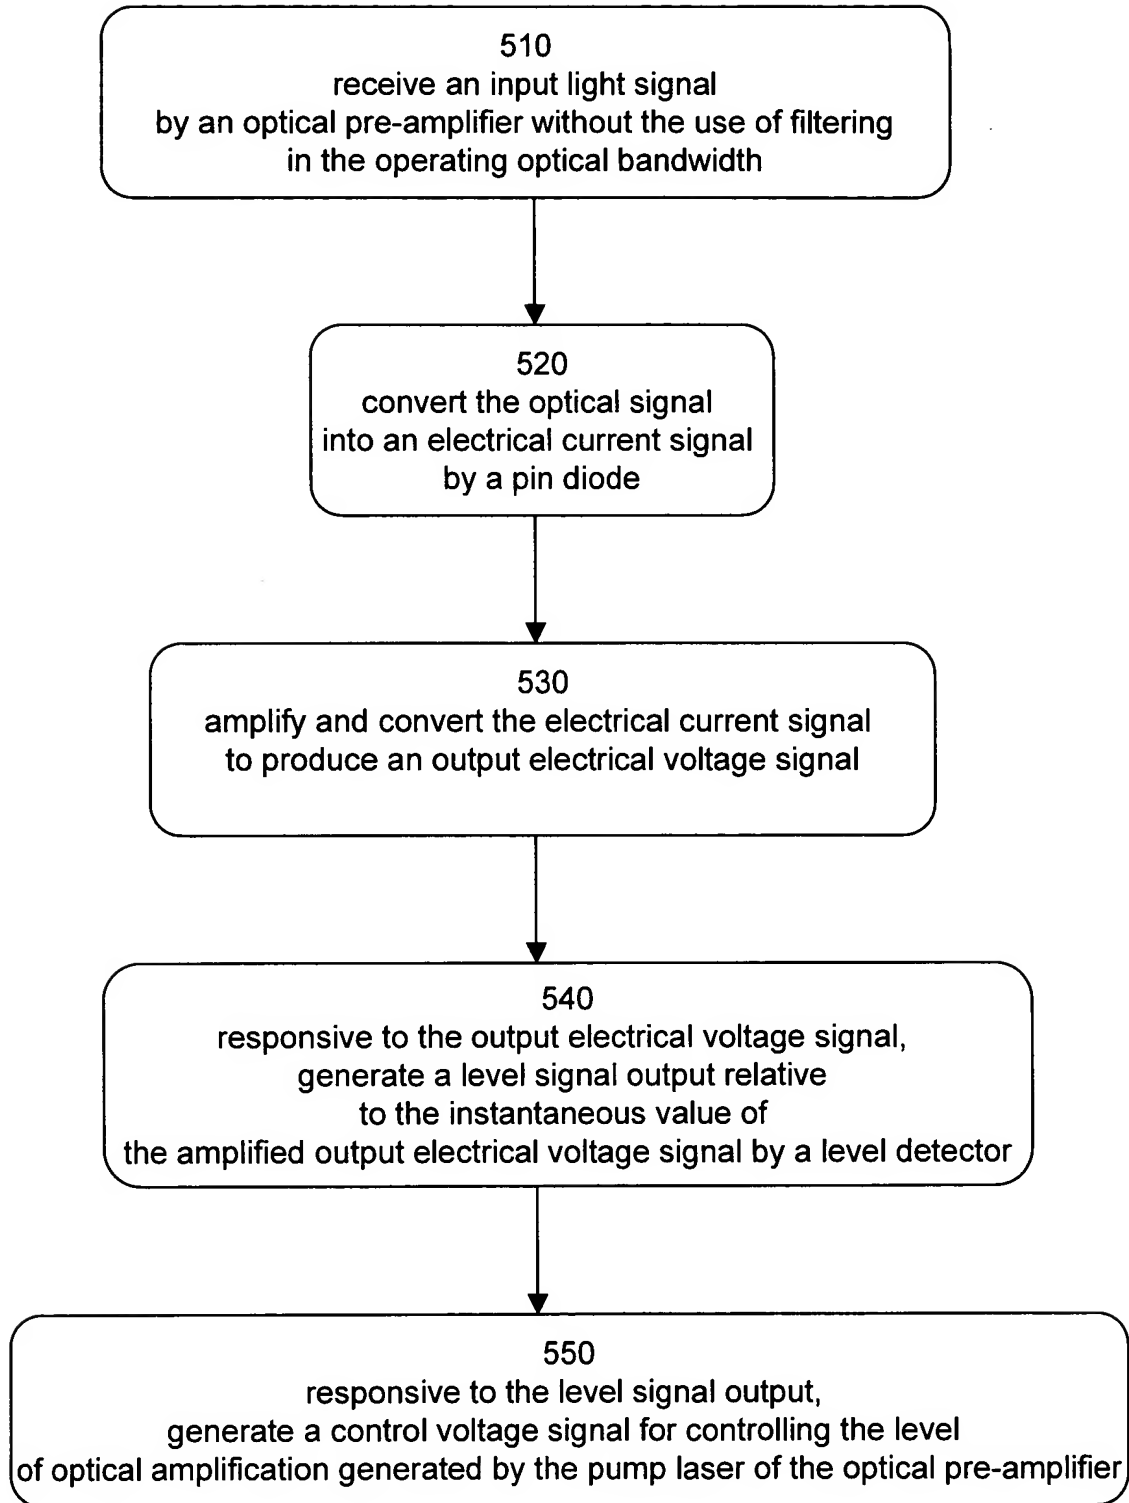 510
receive an input light signal
by an optical pre-amplifier without the use of filtering
in the operating optical bandwidth
520
convert the optical signal
into an electrical current signal
by a pin diode
530
amplify and convert the electrical current signal
to produce an output electrical voltage signal
540
responsive to the output electrical voltage signal,
generate a level signal output relative
to the instantaneous value of
the amplified output electrical voltage signal by a level detector
550
responsive to the level signal output,
generate a control voltage signal for controlling the level
of optical amplification generated by the pump laser of the optical pre-amplifier